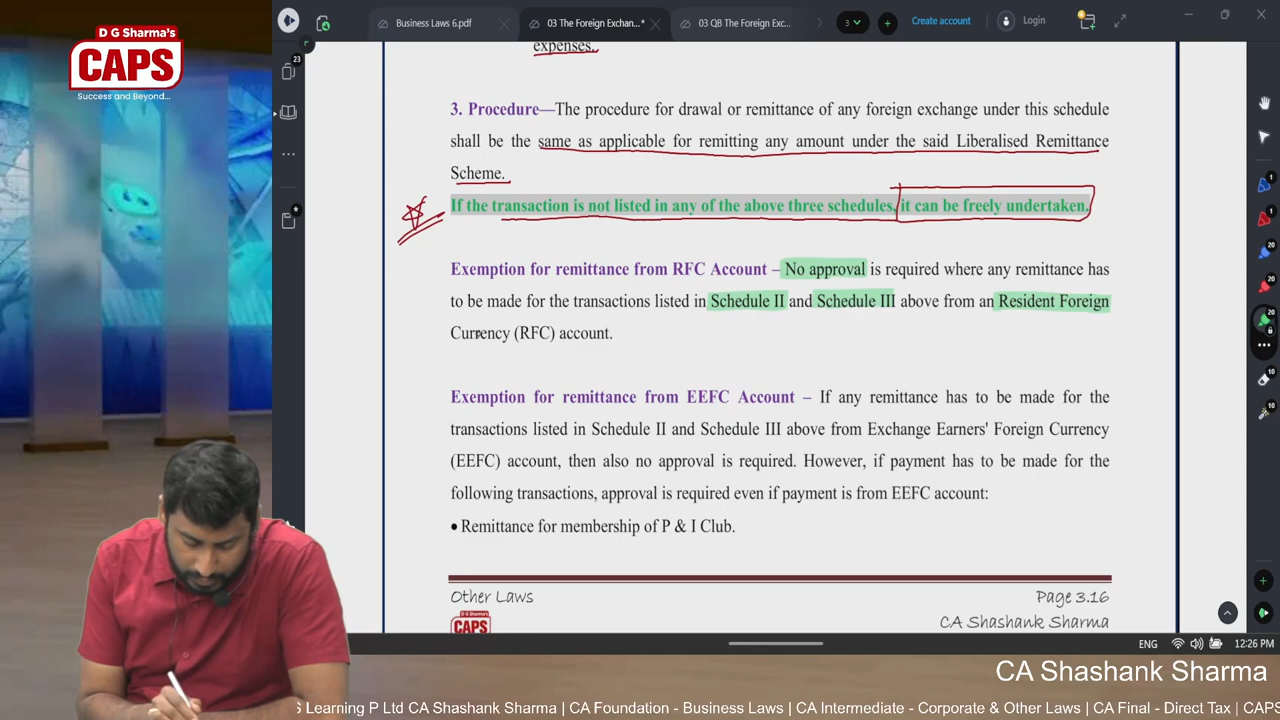 D G Sharma's
CAPS
Success and Beyond...
Business Laws 6.pdf
03 The Foreign Exchan...*
03 QB The Foreign Exc...
3
Create account
Login
23
expenses.
3. Procedure—The procedure for drawal or remittance of any foreign exchange under this schedule
shall be the same as applicable for remitting any amount under the said Liberalised Remittance
Scheme.
If the transaction is not listed in any of the above three schedules, it can be freely undertaken.
Exemption for remittance from RFC Account – No approval is required where any remittance has
to be made for the transactions listed in Schedule II and Schedule III above from an Resident Foreign
Currency (RFC) account.
Exemption for remittance from EEFC Account – If any remittance has to be made for the
transactions listed in Schedule II and Schedule III above from Exchange Earners' Foreign Currency
(EEFC) account, then also no approval is required. However, if payment has to be made for the
following transactions, approval is required even if payment is from EEFC account:
• Remittance for membership of P & I Club.
Other Laws
Page 3.16
D G Sharma's
CAPS
CA Shashank Sharma
1
1
20
20
20
10
10
ENG
12:26 PM
CA Shashank Sharma
S Learning P Ltd CA Shashank Sharma | CA Foundation - Business Laws | CA Intermediate - Corporate & Other Laws | CA Final - Direct Tax | CAPS